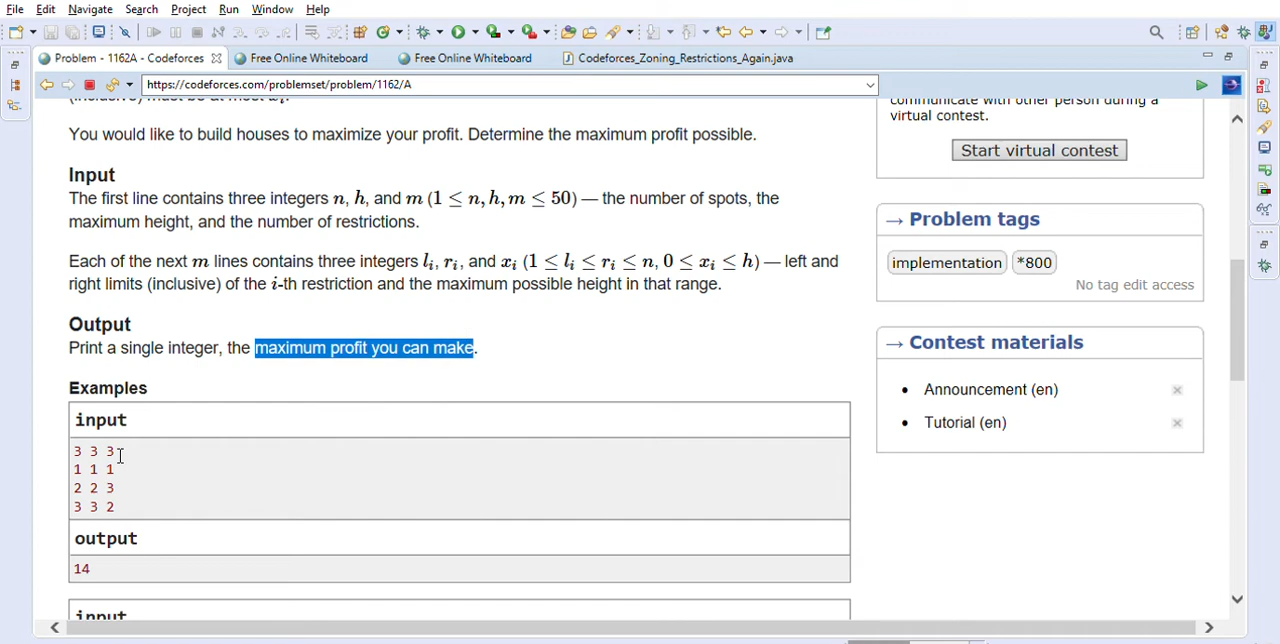 File Edit Navigate Search Project Run Window Help
Problem - 1162A - Codeforces
Free Online Whiteboard
Free Online Whiteboard
Codeforces_Zoning_Restrictions_Again.java
https://codeforces.com/problemset/problem/1162/A
(inclusive) must be at most x_i.
You would like to build houses to maximize your profit. Determine the maximum profit possible.
Input
The first line contains three integers n, h, and m (1 ≤ n, h, m ≤ 50) — the number of spots, the
maximum height, and the number of restrictions.
Each of the next m lines contains three integers l_i, r_i, and x_i (1 ≤ l_i ≤ r_i ≤ n, 0 ≤ x_i ≤ h) — left and
right limits (inclusive) of the i-th restriction and the maximum possible height in that range.
Output
Print a single integer, the maximum profit you can make.
Examples
input
3 3 3
1 1 1
2 2 3
3 3 2
output
14
input
communicate with other person during a
virtual contest.
Start virtual contest
→ Problem tags
implementation
*800
No tag edit access
→ Contest materials
• Announcement (en)
• Tutorial (en)